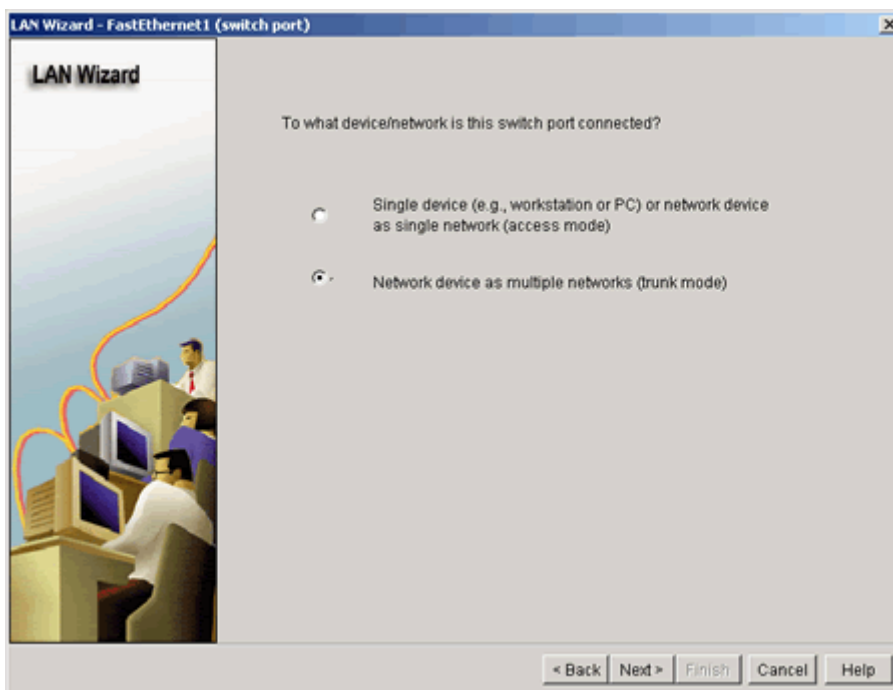 LAN Wizard - FastEthernet1 (switch port)
LAN Wizard
To what device/network is this switch port connected?
Single device (e.g., workstation or PC) or network device
as single network (access mode)
Network device as multiple networks (trunk mode)
< Back Next > Finish Cancel Help